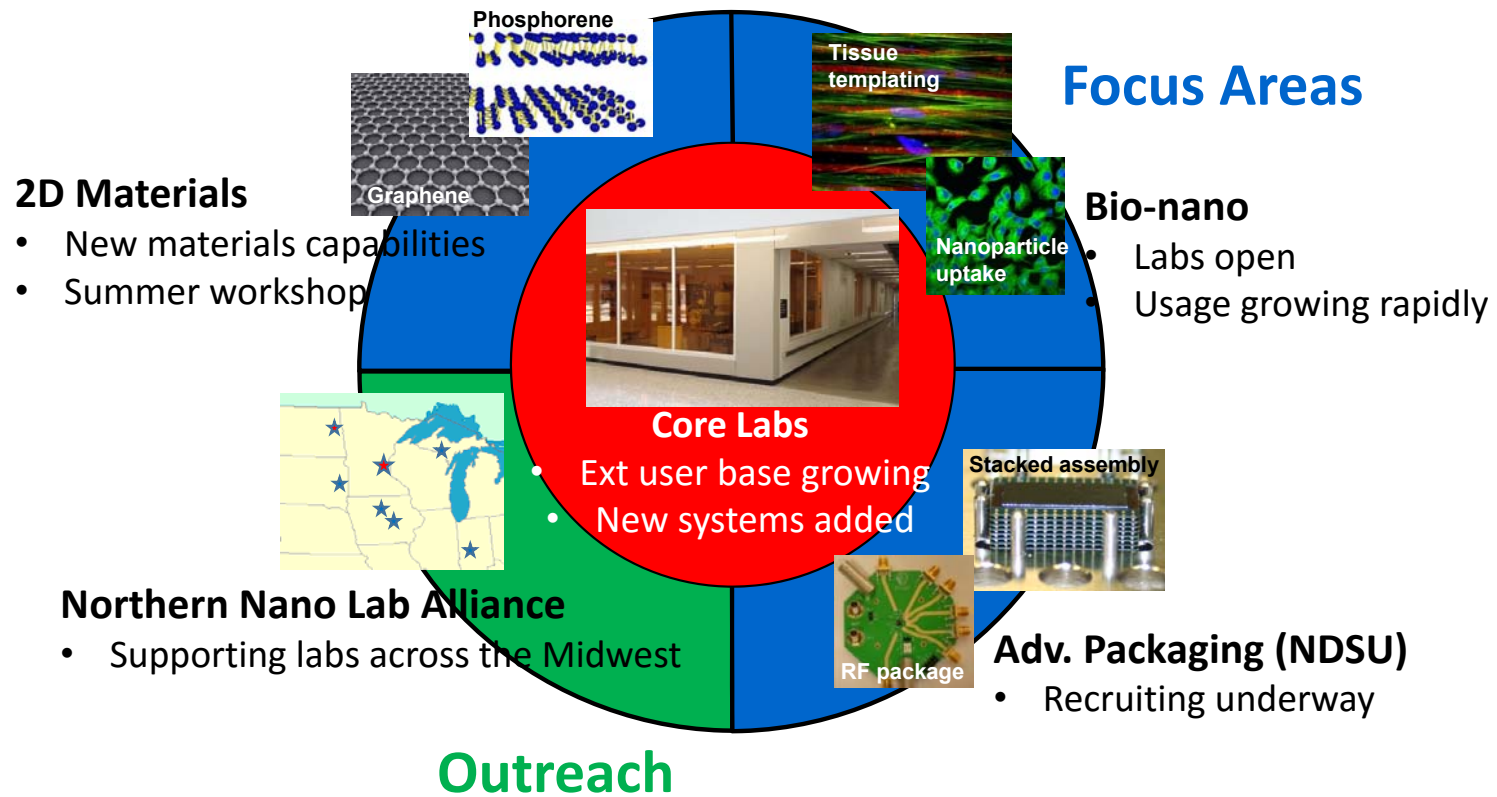 Focus Areas
Phosphorene
Graphene
2D Materials
• New materials capabilities
• Summer workshop
Tissue
templating
Nanoparticle
uptake
Bio-nano
• Labs open
• Usage growing rapidly
Core Labs
• Ext user base growing
• New systems added
Northern Nano Lab Alliance
• Supporting labs across the Midwest
Stacked assembly
RF package
Adv. Packaging (NDSU)
• Recruiting underway
Outreach